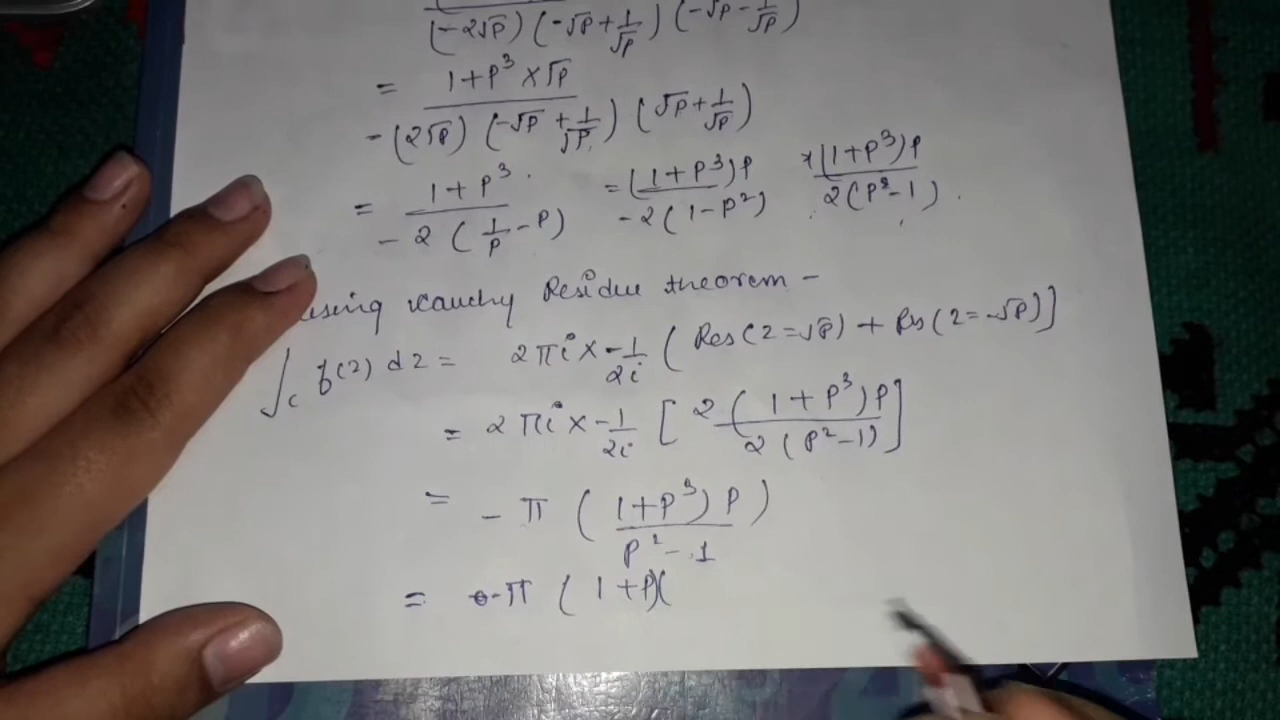 (-2√p) (-√p + 1/√p) (-√p - 1/√p)
= 1+p³ × √p / -(2√p) (-√p + 1/√p) (√p + 1/√p)
= 1+p³ / -2 (1/p - p) = (1+p³)p / -2(1-p²) (1+p³)p / 2(p²-1).
using cauchy Residue theorem -
∫c f(z) dz = 2πi × -1/2i ( Res(z=√p) + Res(z=-√p)]
= 2πi × -1/2i [ 2(1+p³)p / 2(p²-1) ]
= -π ( (1+p³)p / p²-1 )
= -π ( 1+p)(